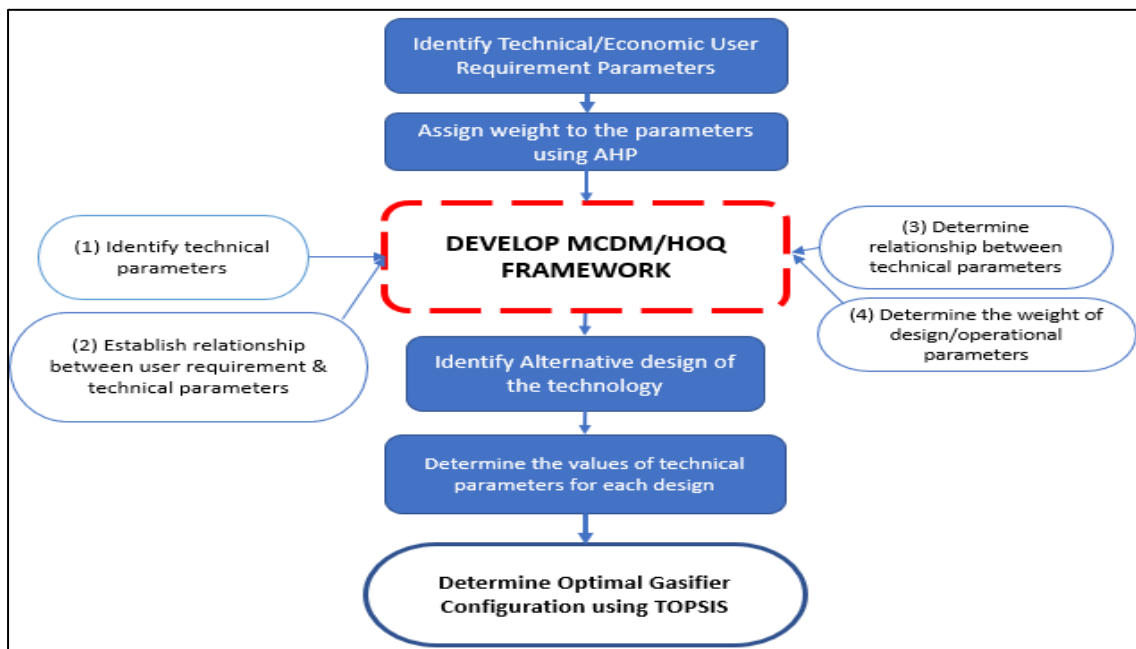 Identify Technical/Economic User
Requirement Parameters
Assign weight to the parameters
using AHP
(1) Identify technical
parameters
(2) Establish relationship
between user requirement &
technical parameters
DEVELOP MCDM/HOQ
FRAMEWORK
(3) Determine
relationship between
technical parameters
(4) Determine the weight of
design/operational
parameters
Identify Alternative design of
the technology
Determine the values of technical
parameters for each design
Determine Optimal Gasifier
Configuration using TOPSIS